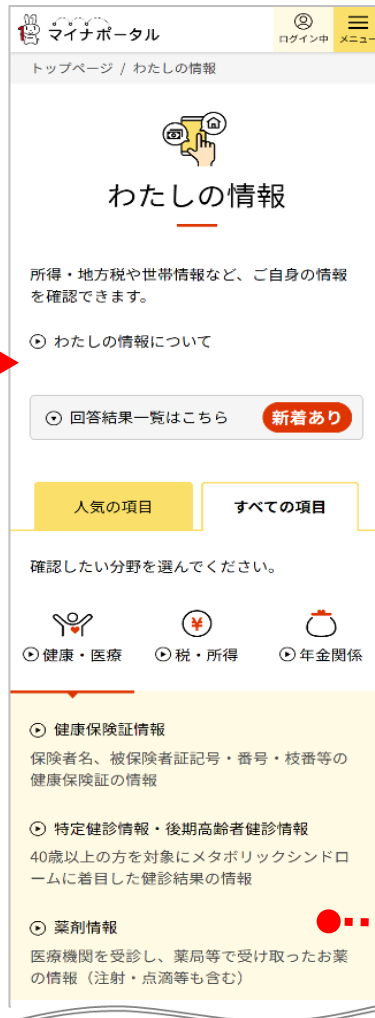 マイナポータル
ログイン中
メニュー
トップページ / わたしの情報
わたしの情報
所得・地方税や世帯情報など、ご自身の情報
を確認できます。
わたしの情報について
回答結果一覧はこちら 新着あり
人気の項目 すべての項目
確認したい分野を選んでください。
健康・医療 税・所得 年金関係
健康保険証情報
保険者名、被保険者証記号・番号・枝番等の
健康保険証の情報
特定健診情報・後期高齢者健診情報
40歳以上の方を対象にメタボリックシンドロ
ームに着目した健診結果の情報
薬剤情報
医療機関を受診し、薬局等で受け取ったお薬
の情報（注射・点滴等も含む）